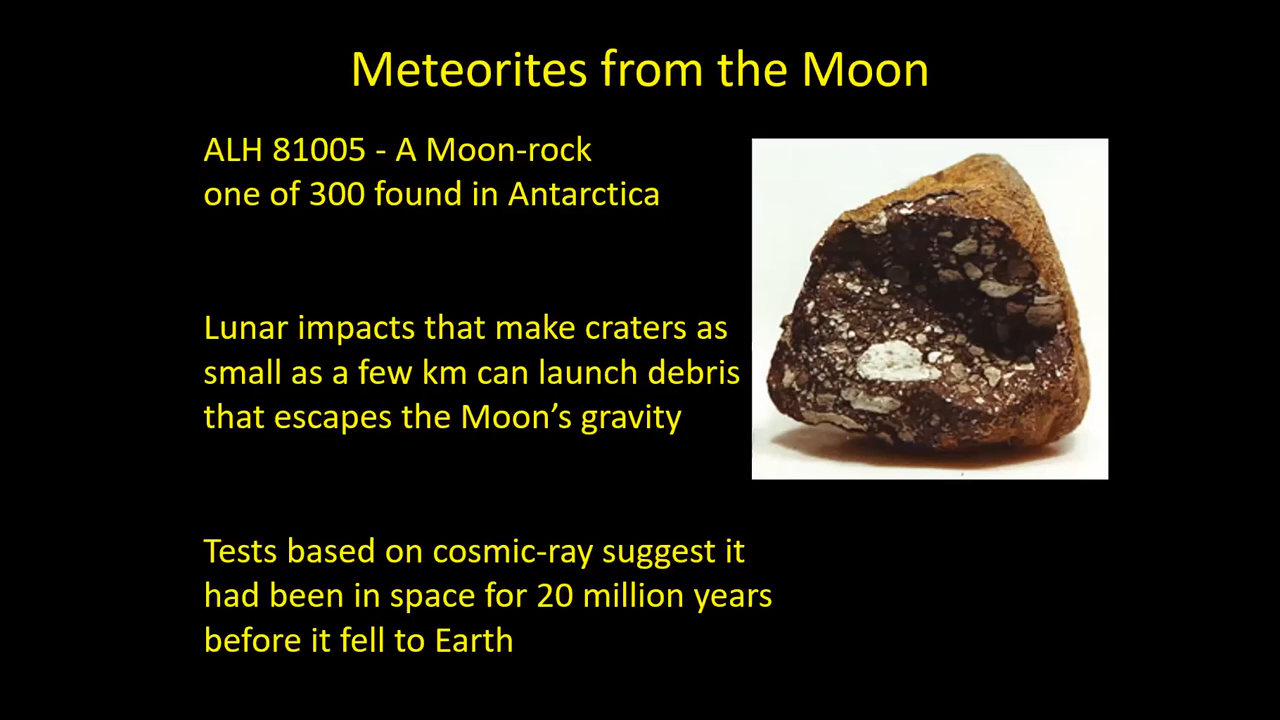 Meteorites from the Moon
ALH 81005 - A Moon-rock
one of 300 found in Antarctica
Lunar impacts that make craters as
small as a few km can launch debris
that escapes the Moon’s gravity
Tests based on cosmic-ray suggest it
had been in space for 20 million years
before it fell to Earth